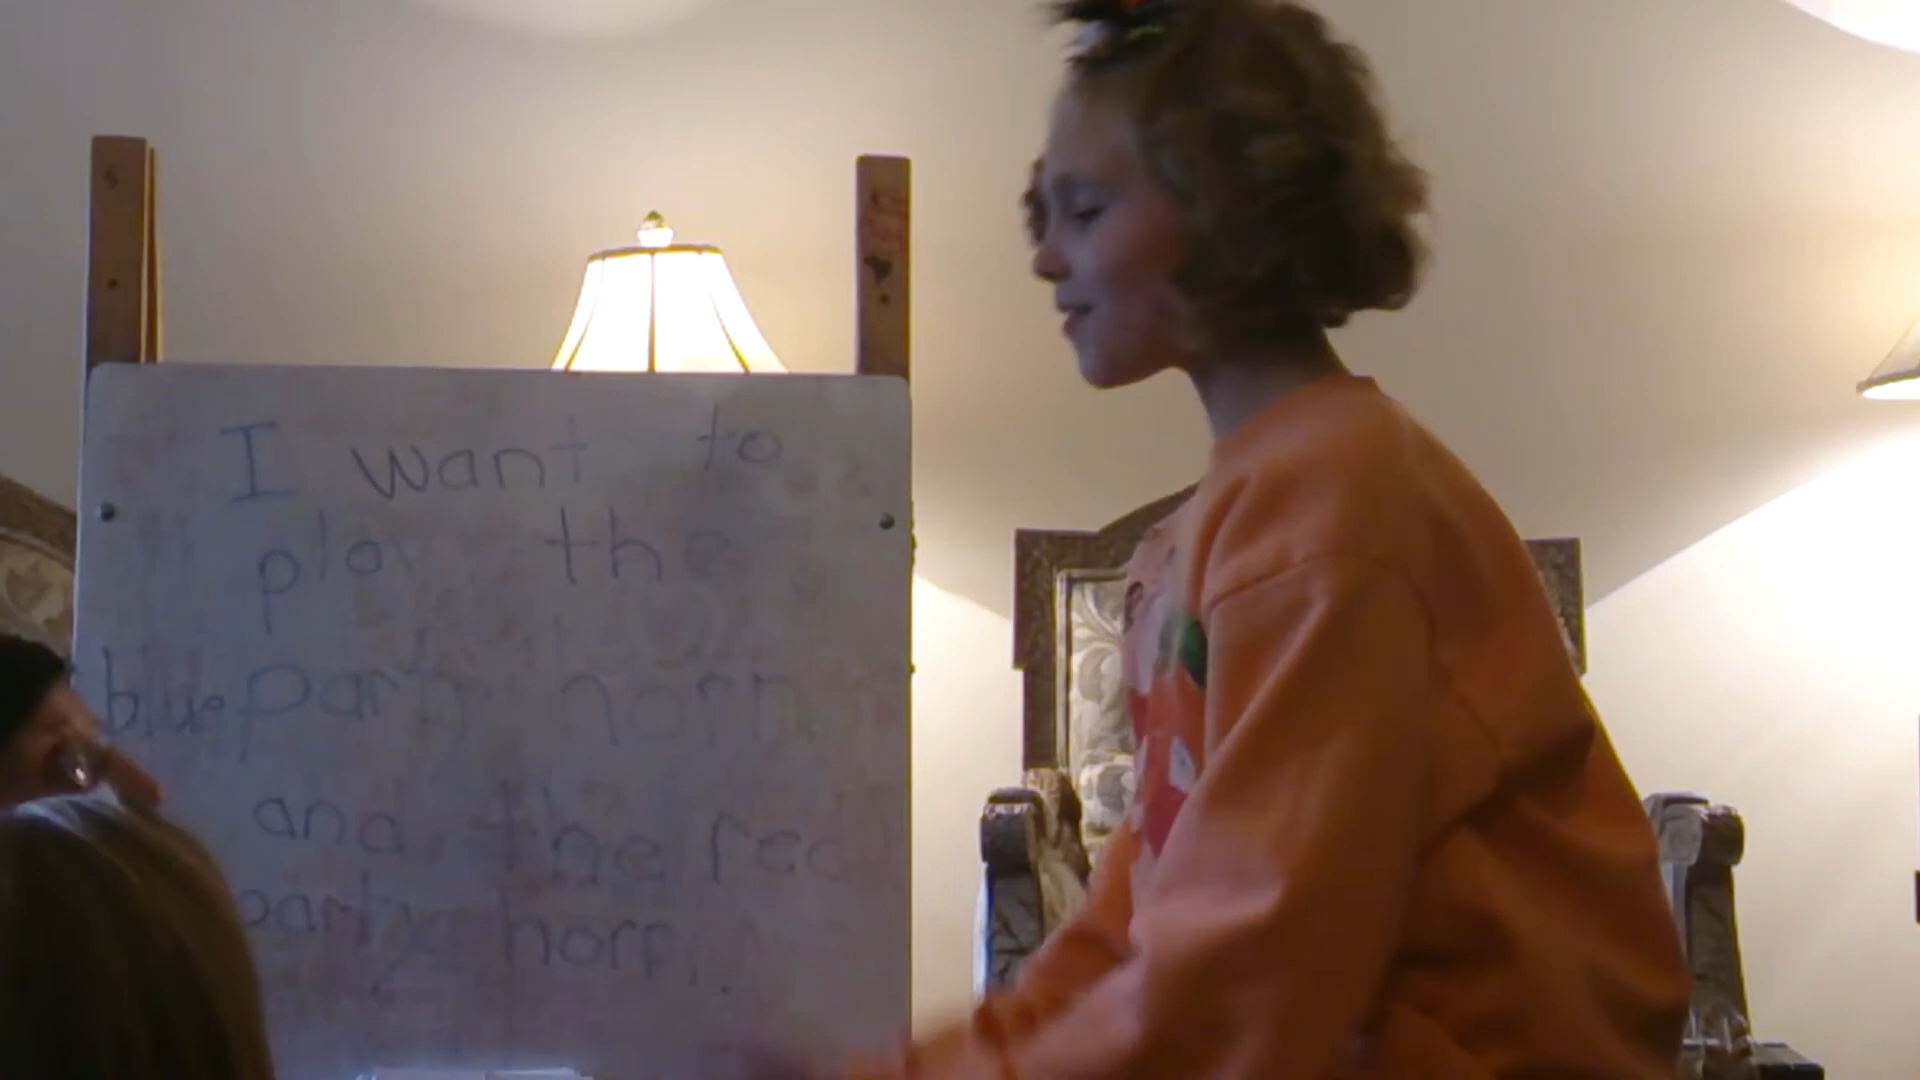 I want to
play the
blue party horn
and the red
party horn